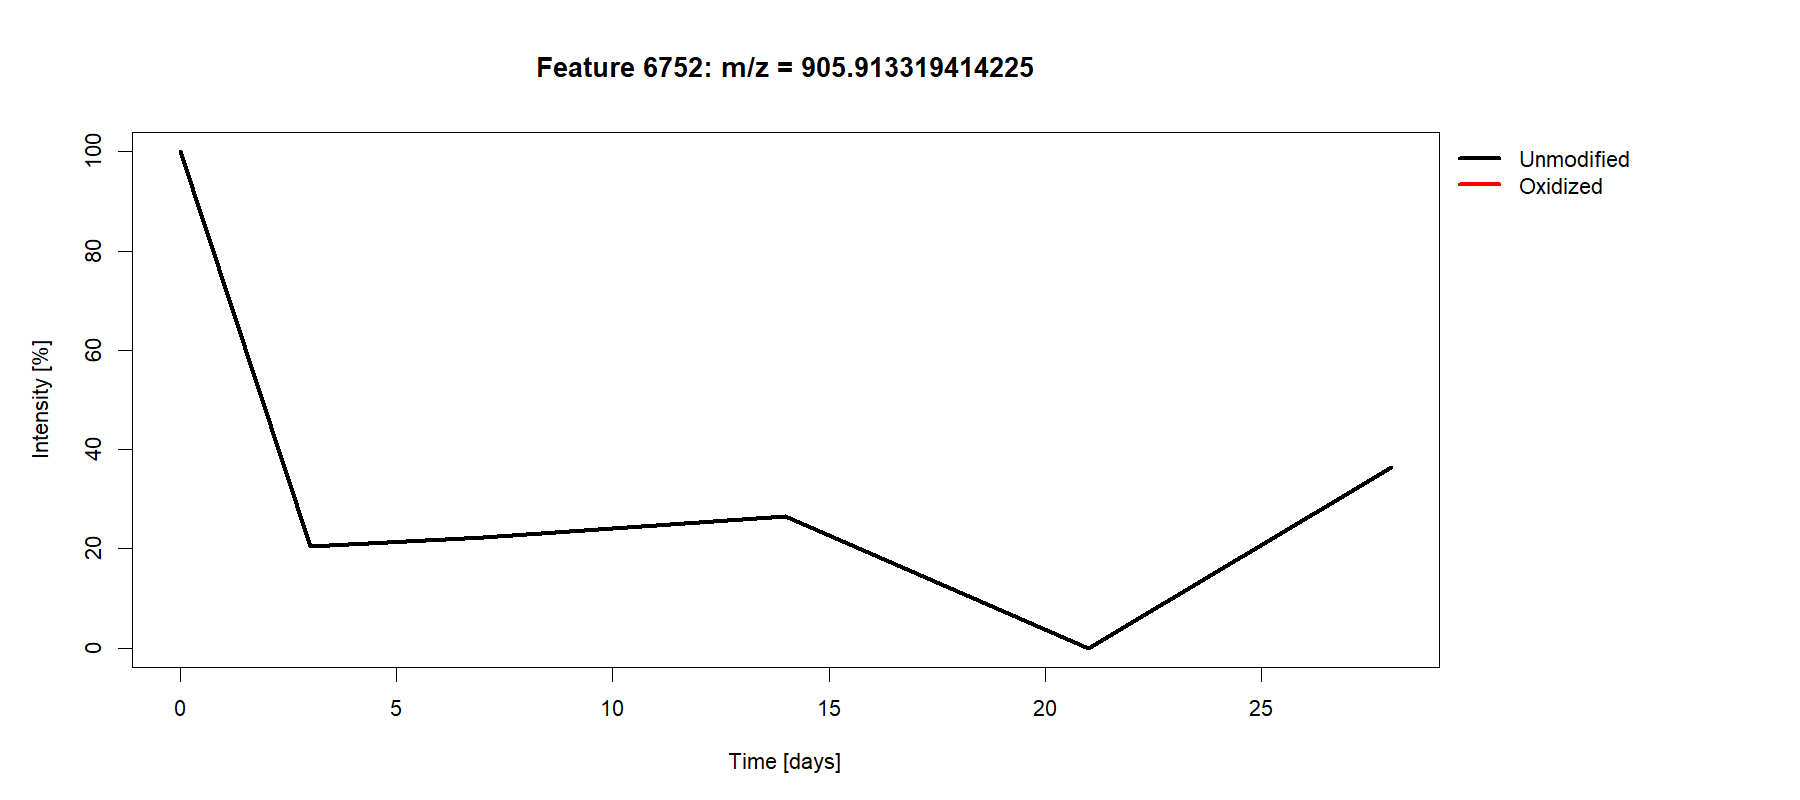 Feature 6752: m/z = 905.913319414225
Unmodified
Oxidized
Intensity [%]
100
80
60
40
20
0
0 5 10 15 20 25
Time [days]